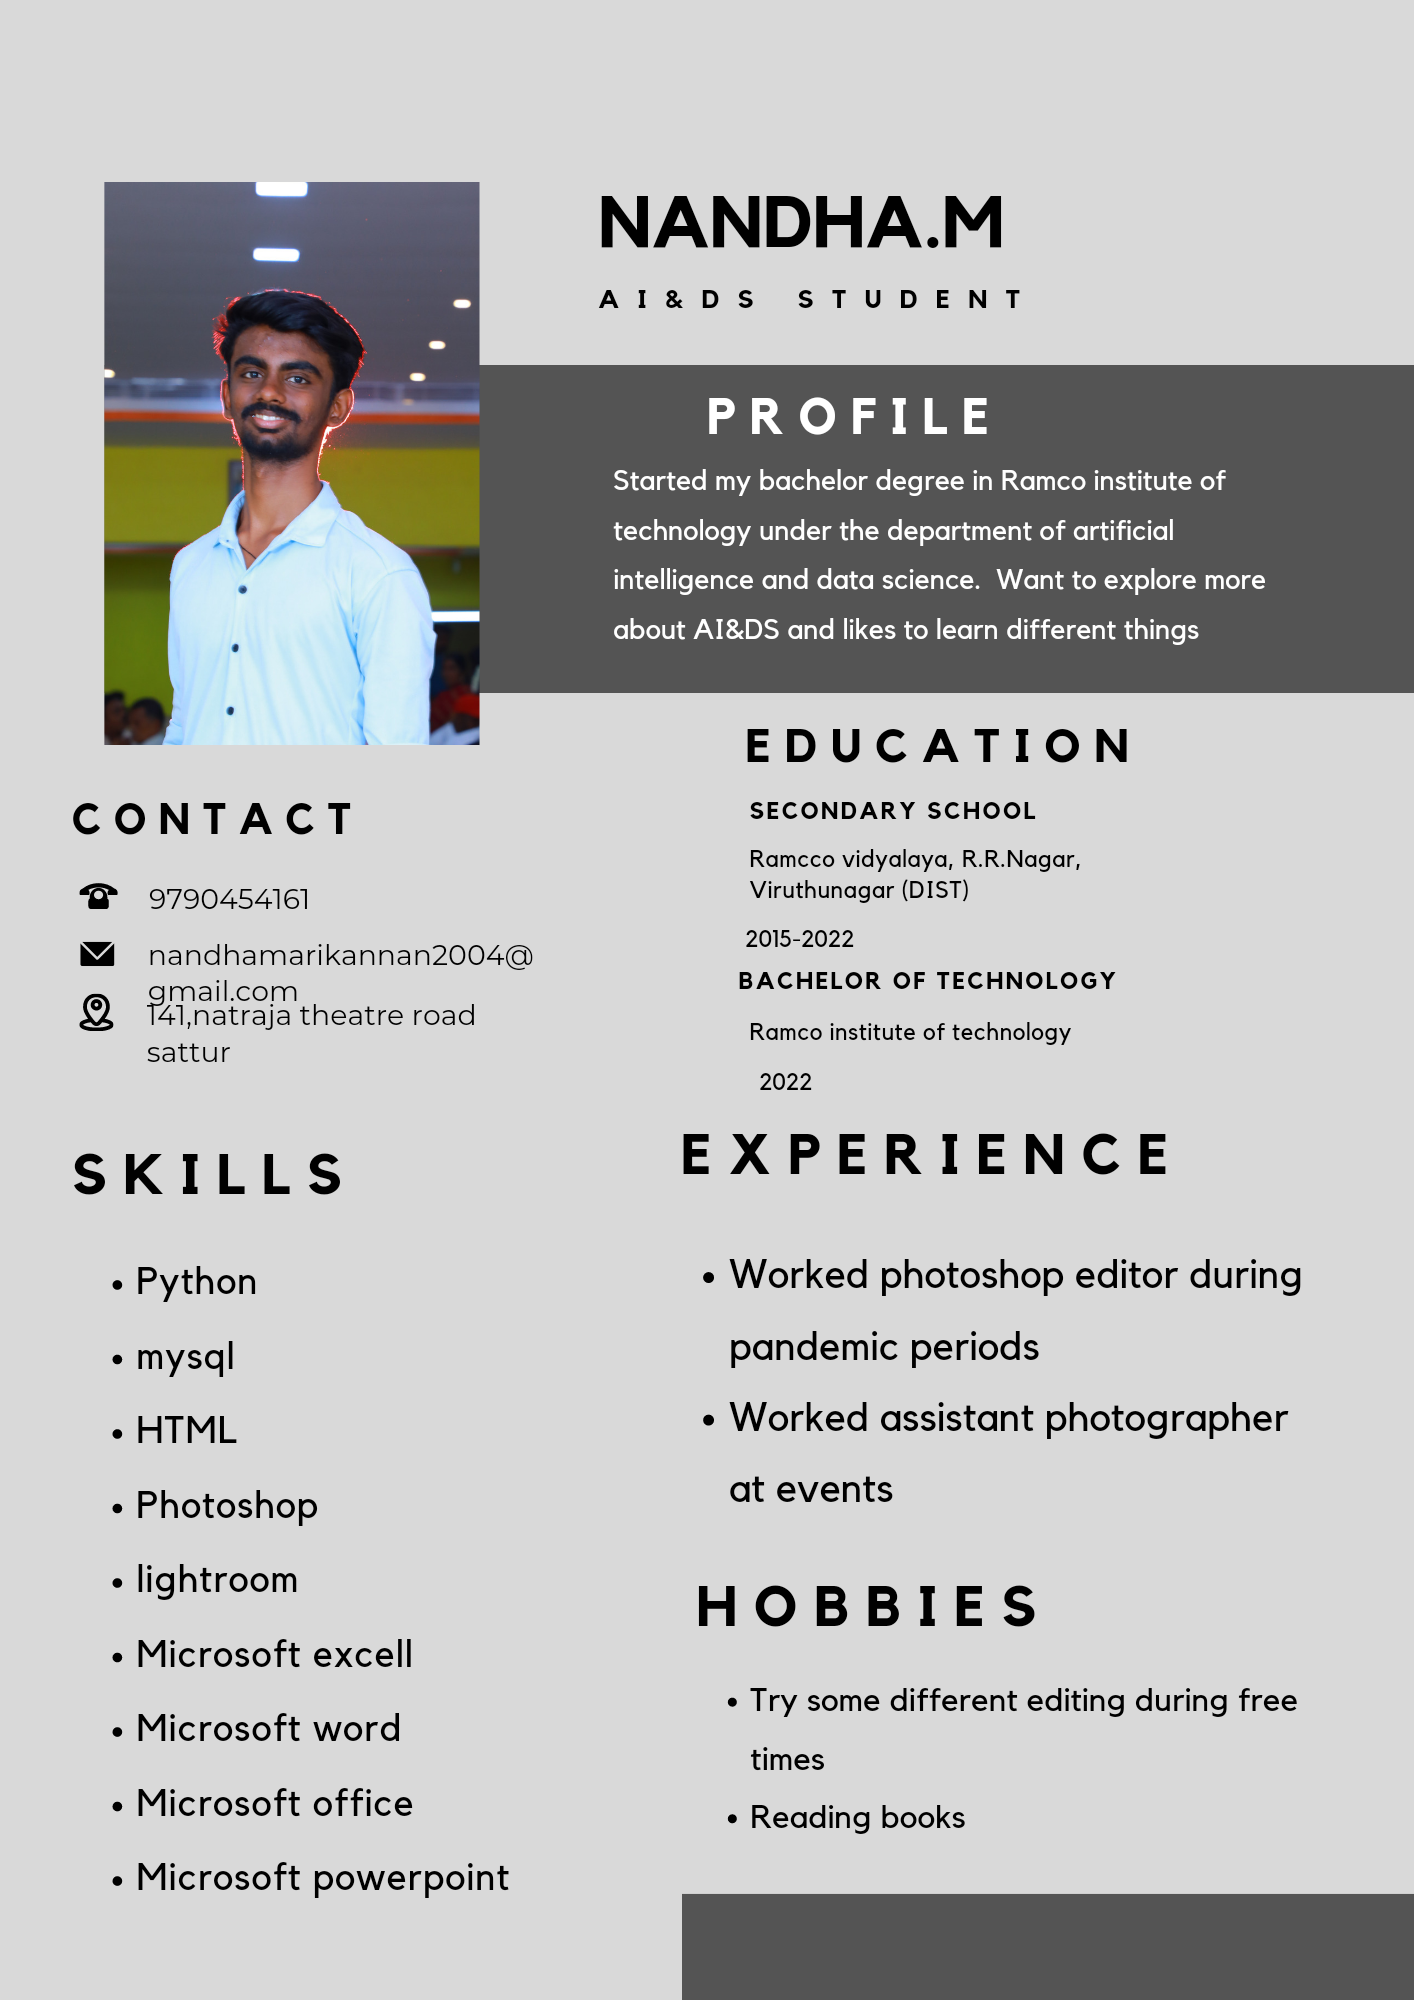 NANDHA.M
AI&DS STUDENT
PROFILE
Started my bachelor degree in Ramco institute of
technology under the department of artificial
intelligence and data science.  Want to explore more
about AI&DS and likes to learn different things
CONTACT
9790454161
nandhamarikannan2004@
gmail.com
141,natraja theatre road
sattur
EDUCATION
SECONDARY SCHOOL
Ramcco vidyalaya, R.R.Nagar,
Viruthunagar (DIST)
2015-2022
BACHELOR OF TECHNOLOGY
Ramco institute of technology
2022
SKILLS
• Python
• mysql
• HTML
• Photoshop
• lightroom
• Microsoft excell
• Microsoft word
• Microsoft office
• Microsoft powerpoint
EXPERIENCE
• Worked photoshop editor during
pandemic periods
• Worked assistant photographer
at events
HOBBIES
• Try some different editing during free
times
• Reading books